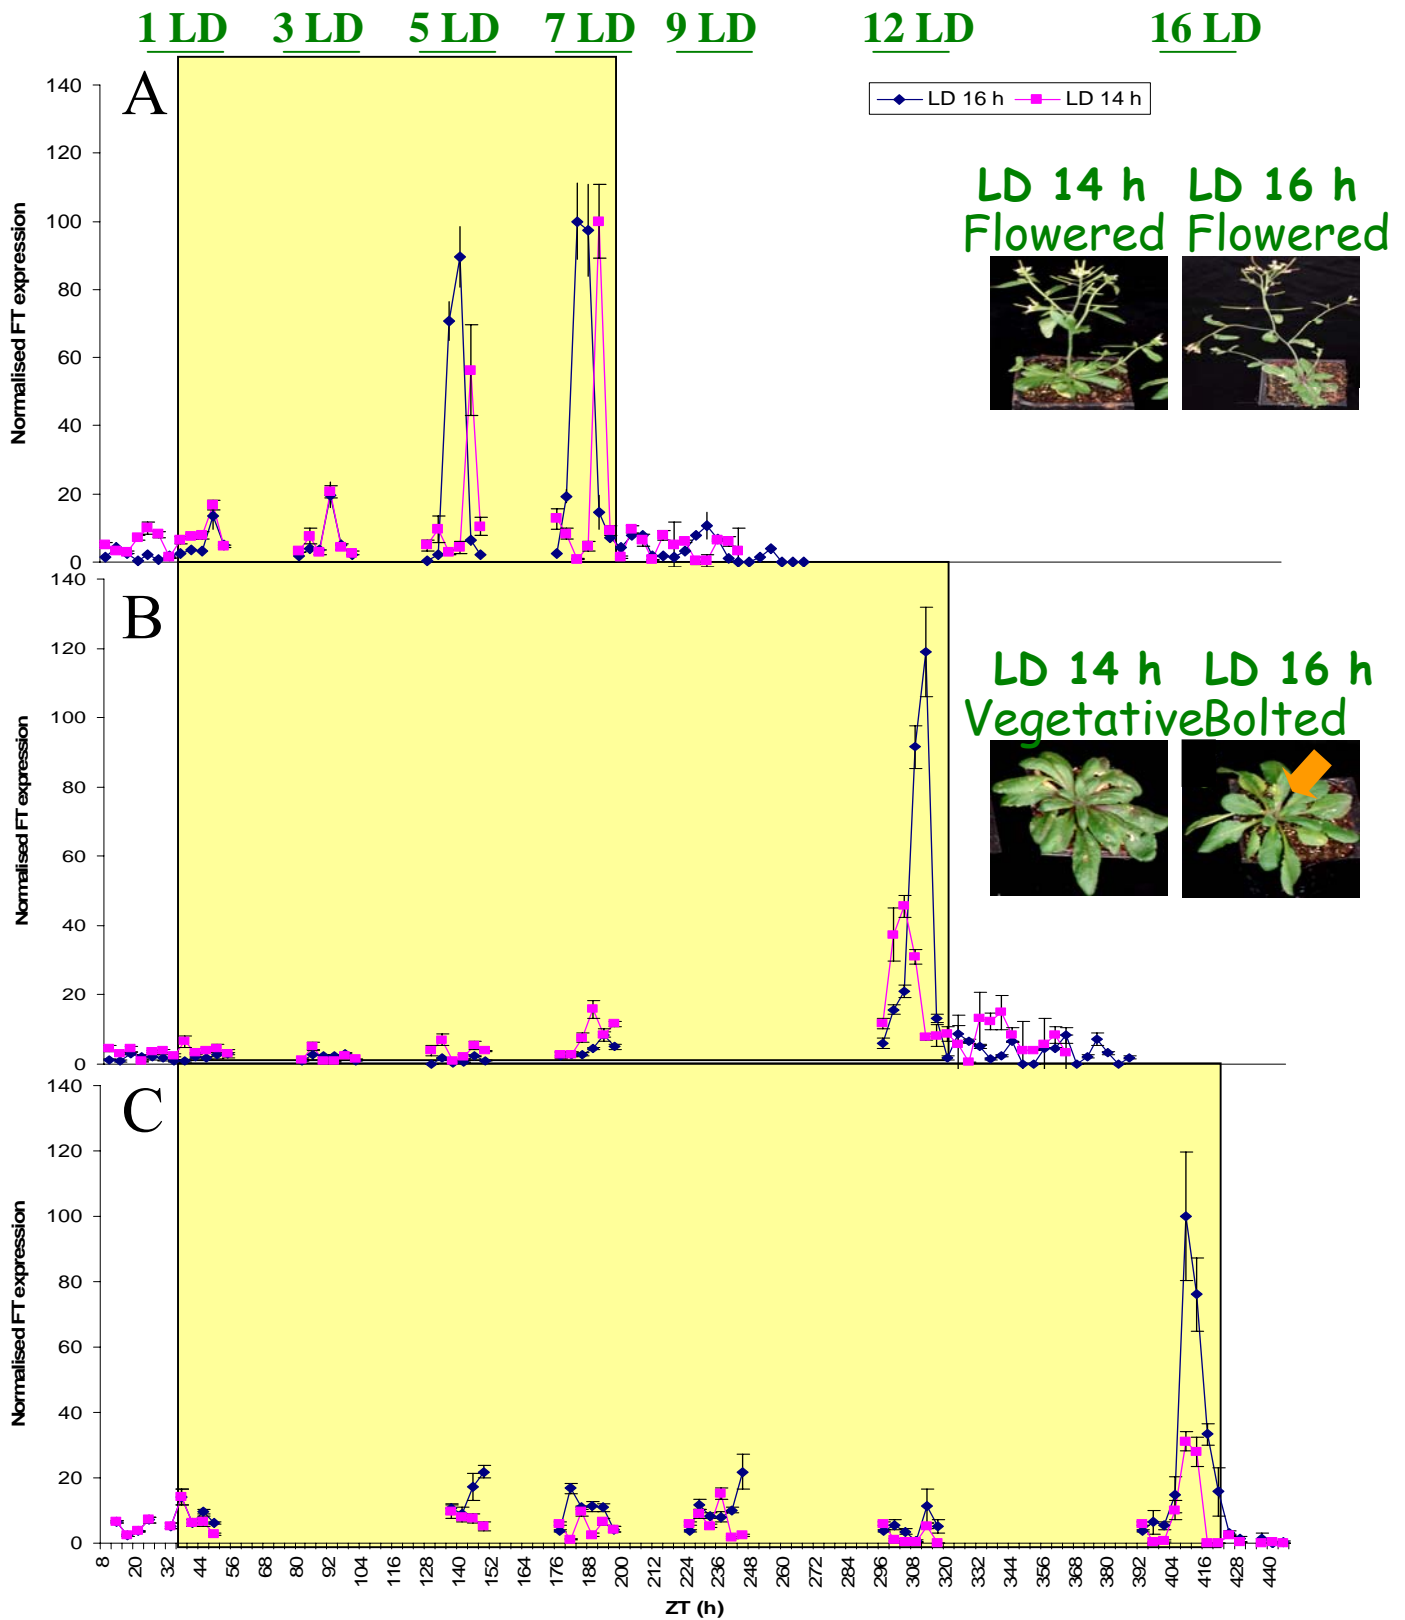 1 LD 3 LD 5 LD 7 LD 9 LD 12 LD 16 LD
A
LD 16 h LD 14 h
140
120
100
80
60
40
20
0
Normalised FT expression
LD 14 h LD 16 h
Flowered Flowered
B
140
120
100
80
60
40
20
0
Normalised FT expression
LD 14 h LD 16 h
Vegetative Bolted
C
140
120
100
80
60
40
20
0
Normalised FT expression
8 20 32 44 56 68 80 92 104 116 128 140 152 164 176 188 200 212 224 236 248 260 272 284 296 308 320 332 344 356 368 380 392 404 416 428 440
ZT (h)